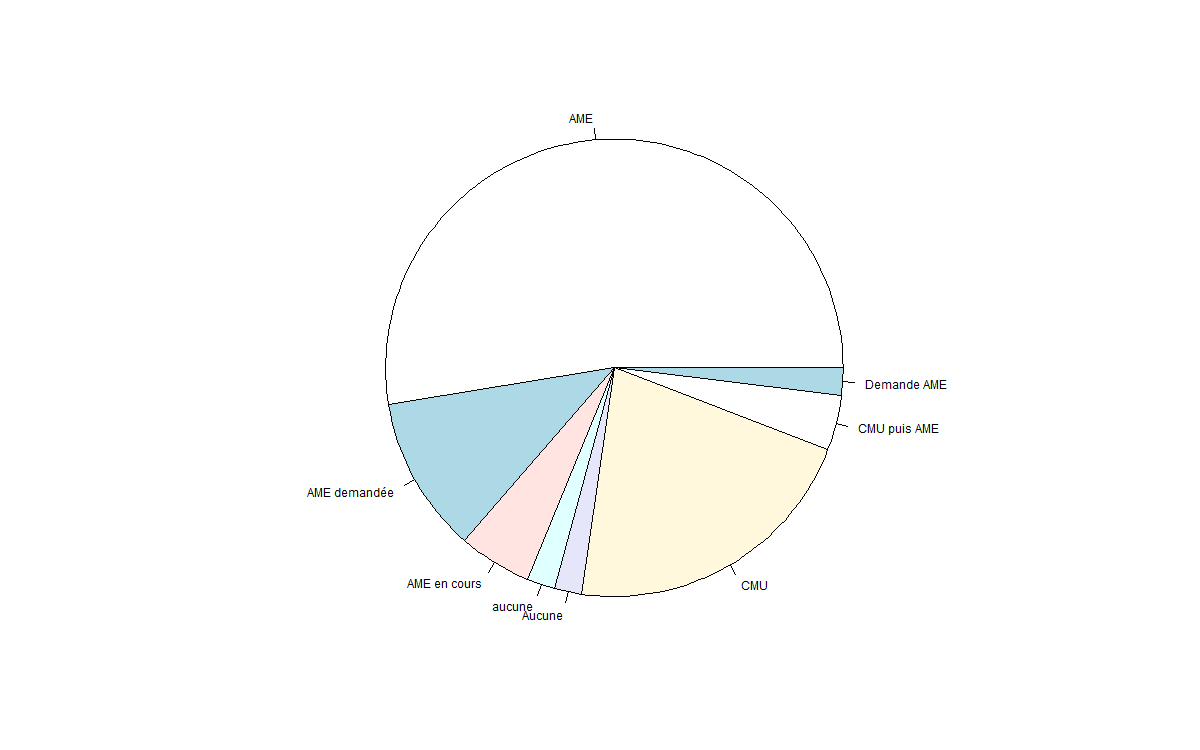 AME
Demande AME
CMU puis AME
AME demandée
AME en cours
CMU
aucune
Aucune